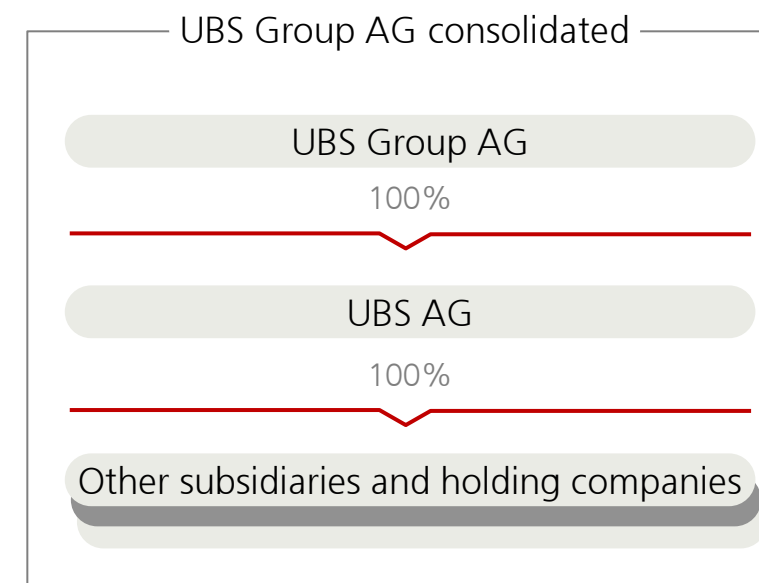 UBS Group AG consolidated
UBS Group AG
100%
UBS AG
100%
Other subsidiaries and holding companies